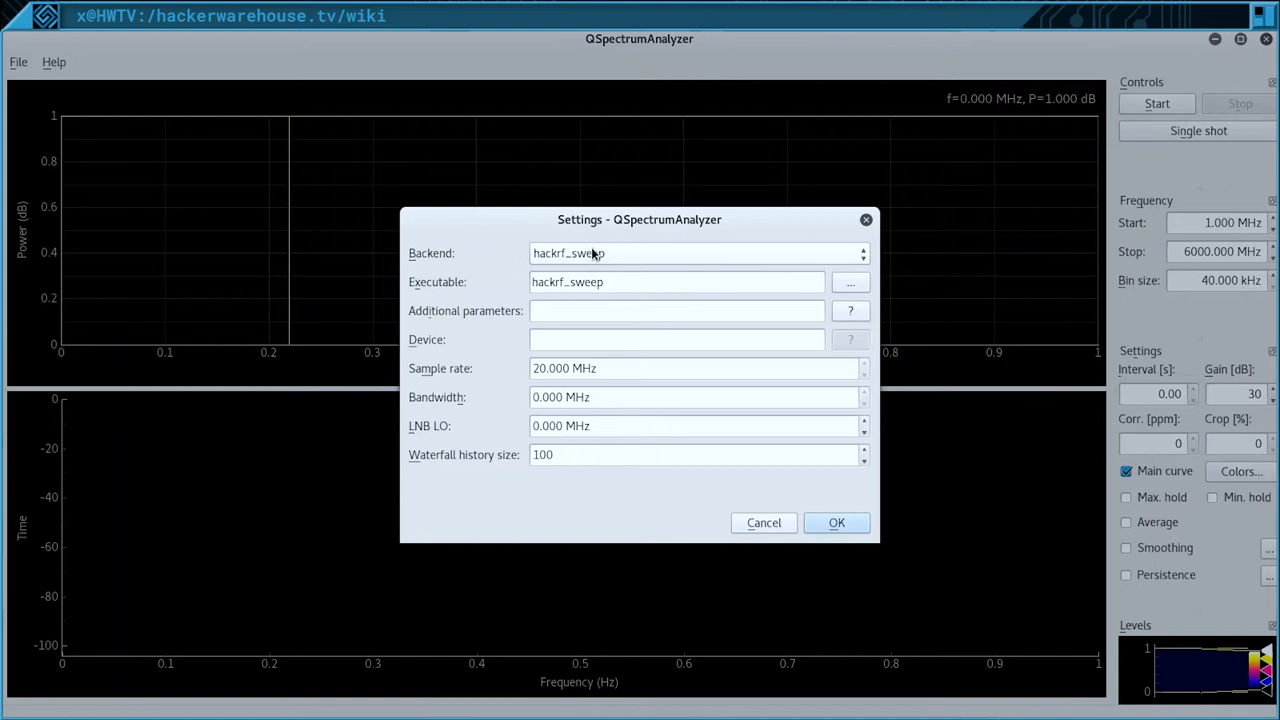 x@HWTV:/hackerwarehouse.tv/wiki
QSpectrumAnalyzer
File Help
f=0.000 MHz, P=1.000 dB
Power (dB)
1
0.8
0.6
0.4
0.2
0
0 0.1 0.2 0.3 0.7 0.8 0.9 1
Settings - QSpectrumAnalyzer
Backend: hackrf_sweep
Executable: hackrf_sweep ...
Additional parameters: ?
Device: ?
Sample rate: 20.000 MHz
Bandwidth: 0.000 MHz
LNB LO: 0.000 MHz
Waterfall history size: 100
Cancel OK
Time
0
-20
-40
-60
-80
-100
0 0.1 0.2 0.3 0.4 0.5 0.6 0.7 0.8 0.9 1
Frequency (Hz)
Controls
Start Stop
Single shot
Frequency
Start: 1.000 MHz
Stop: 6000.000 MHz
Bin size: 40.000 kHz
Settings
Interval [s]: Gain [dB]:
0.00 30
Corr. [ppm]: Crop [%]:
0 0
Main curve Colors...
Max. hold Min. hold
Average
Smoothing ...
Persistence ...
Levels
1
0